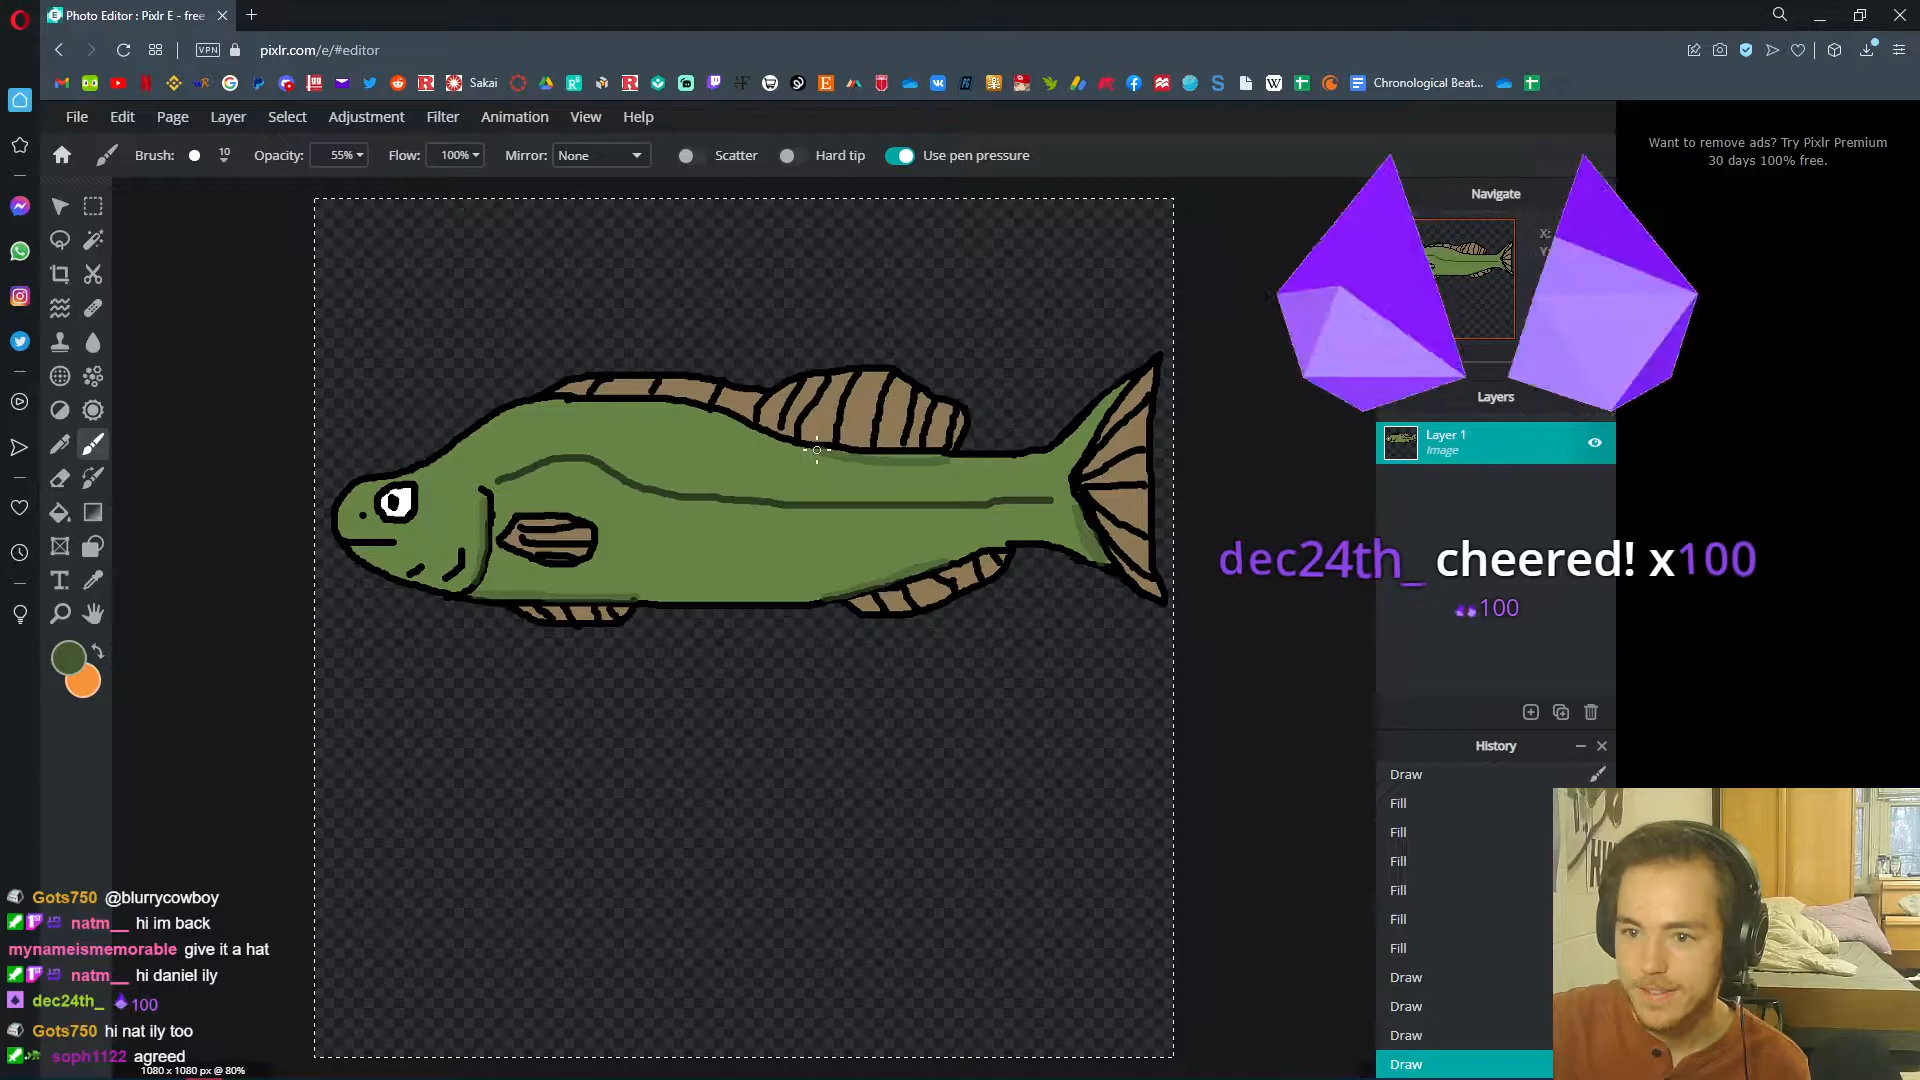 Photo Editor : Pixlr E - free
VPN
pixlr.com/e/#editor
Sakai
Chronological Beat...
File Edit Page Layer Select Adjustment Filter Animation View Help
Brush: 10 Opacity: 55% Flow: 100% Mirror: None Scatter Hard tip Use pen pressure
Want to remove ads? Try Pixlr Premium
30 days 100% free.
Navigate
X:
Layers
Layer 1
Image
dec24th_ cheered! x100
100
History
Draw
Fill
Fill
Fill
Fill
Fill
Fill
Draw
Draw
Draw
Draw
Gots750 @blurrycowboy
natm__ hi im back
mynameismemorable give it a hat
natm__ hi daniel ily
dec24th_ 100
Gots750 hi nat ily too
soph1122 agreed
1080 x 1080 px @ 80%